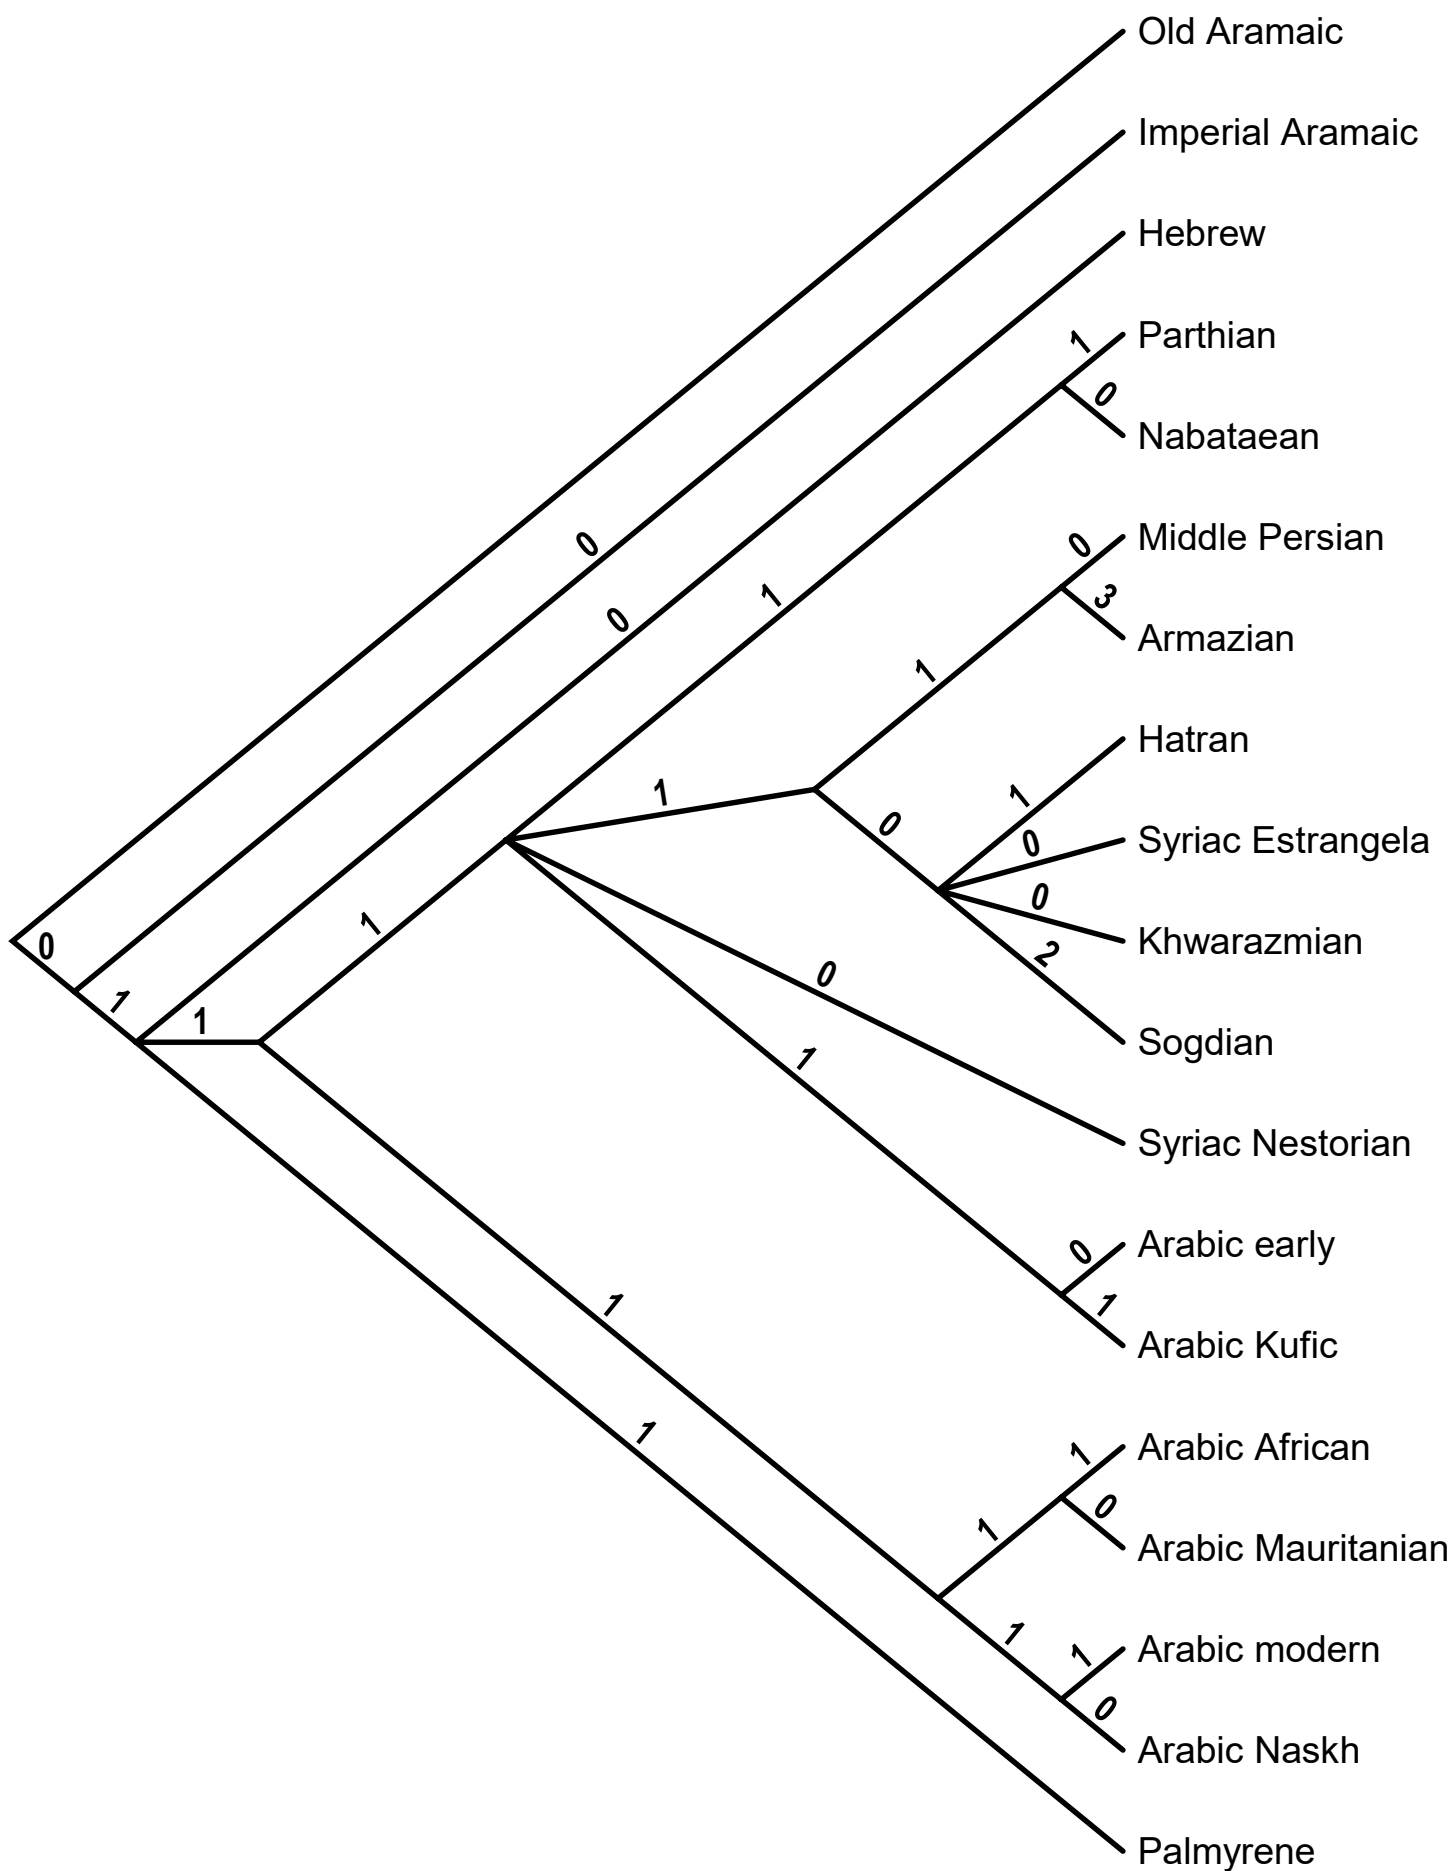 Old Aramaic
Imperial Aramaic
Hebrew
1 Parthian
0 Nabataean
0
0 Middle Persian
1
3 Armazian
0
1
Hatran
1
1
0
0 Syriac Estrangela
0
1 Khwarazmian
0
2
0
1
1 Sogdian
1
Syriac Nestorian
0 Arabic early
1
1 Arabic Kufic
1
1 Arabic African
0
1
Arabic Mauritanian
1
1 Arabic modern
0
Arabic Naskh
Palmyrene